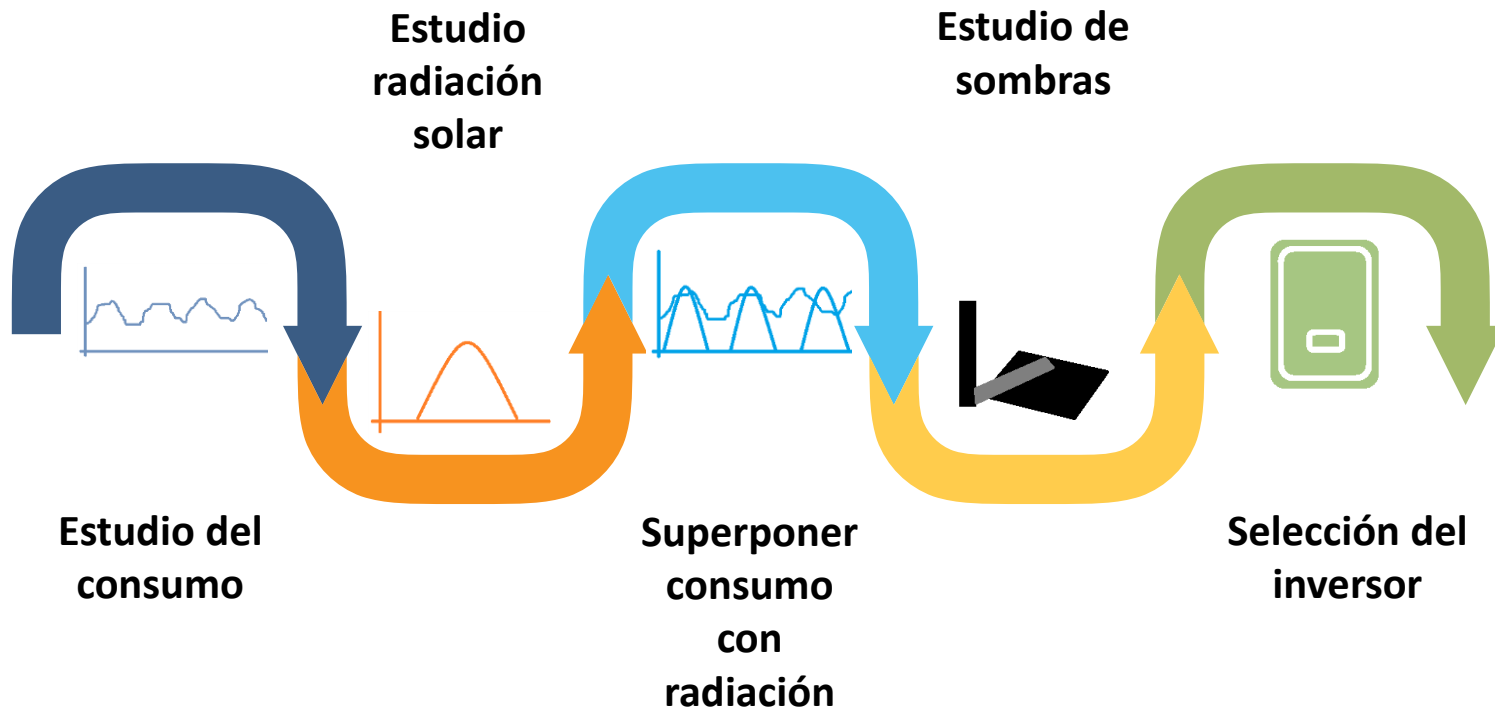 Estudio del
consumo
Estudio
radiación
solar
Superponer
consumo
con
radiación
Estudio de
sombras
Selección del
inversor